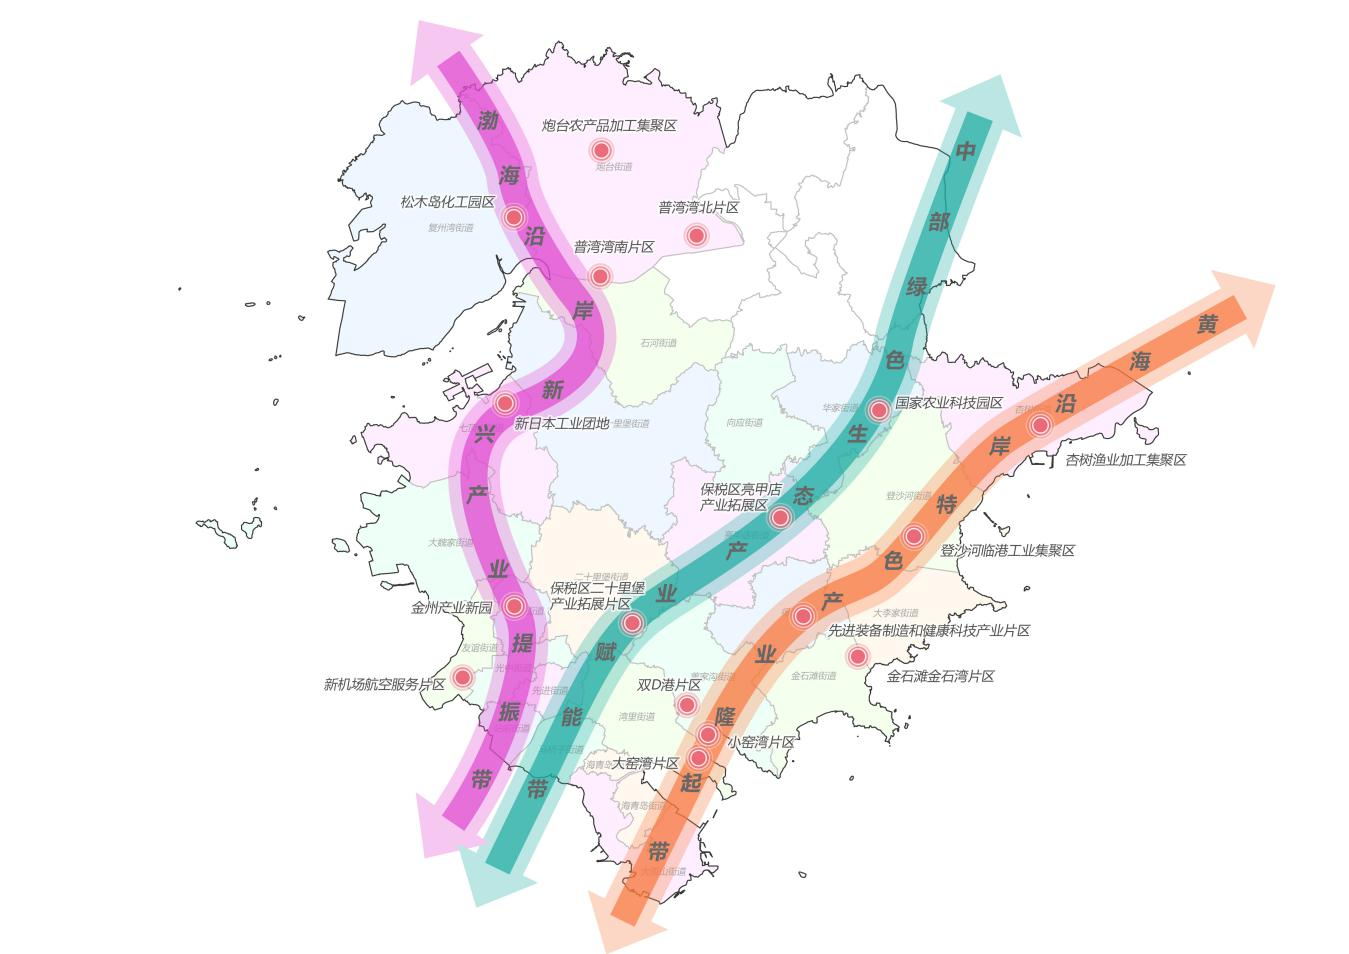 渤海沿岸新兴产业提振带
中部绿色生态产业赋能带
黄海沿岸特色产业隆起带
炮台农产品加工集聚区
炮台街道
松木岛化工园区
复州湾街道
普湾湾北片区
普湾湾南片区
石河街道
新日本工业团地
里堡街道
向应街道
华家街道
国家农业科技园区
杏树渔业加工集聚区
保税区亮甲店
产业拓展区
登沙河街道
登沙河临港工业集聚区
大魏家街道
二十里堡街道
保税区二十里堡
产业拓展片区
金州产业新园
大李家街道
先进装备制造和健康科技产业片区
友谊街道
新机场航空服务片区
先进街道
金石滩街道
金石滩金石湾片区
双D港片区
湾里街道
小窑湾片区
大窑湾片区
海青岛
海青岛街道